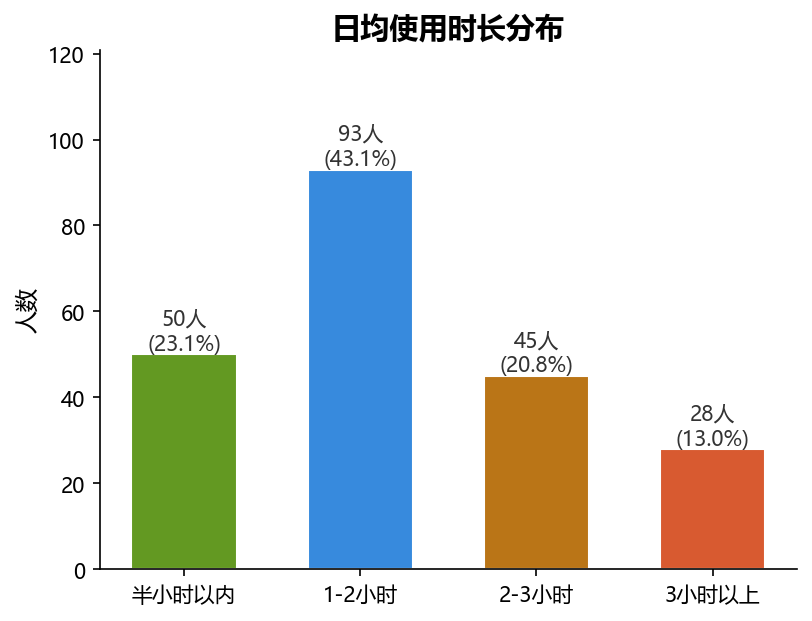 日均使用时长分布
人数
120
100
80
60
40
20
0
50人
(23.1%)
93人
(43.1%)
45人
(20.8%)
28人
(13.0%)
半小时以内
1-2小时
2-3小时
3小时以上